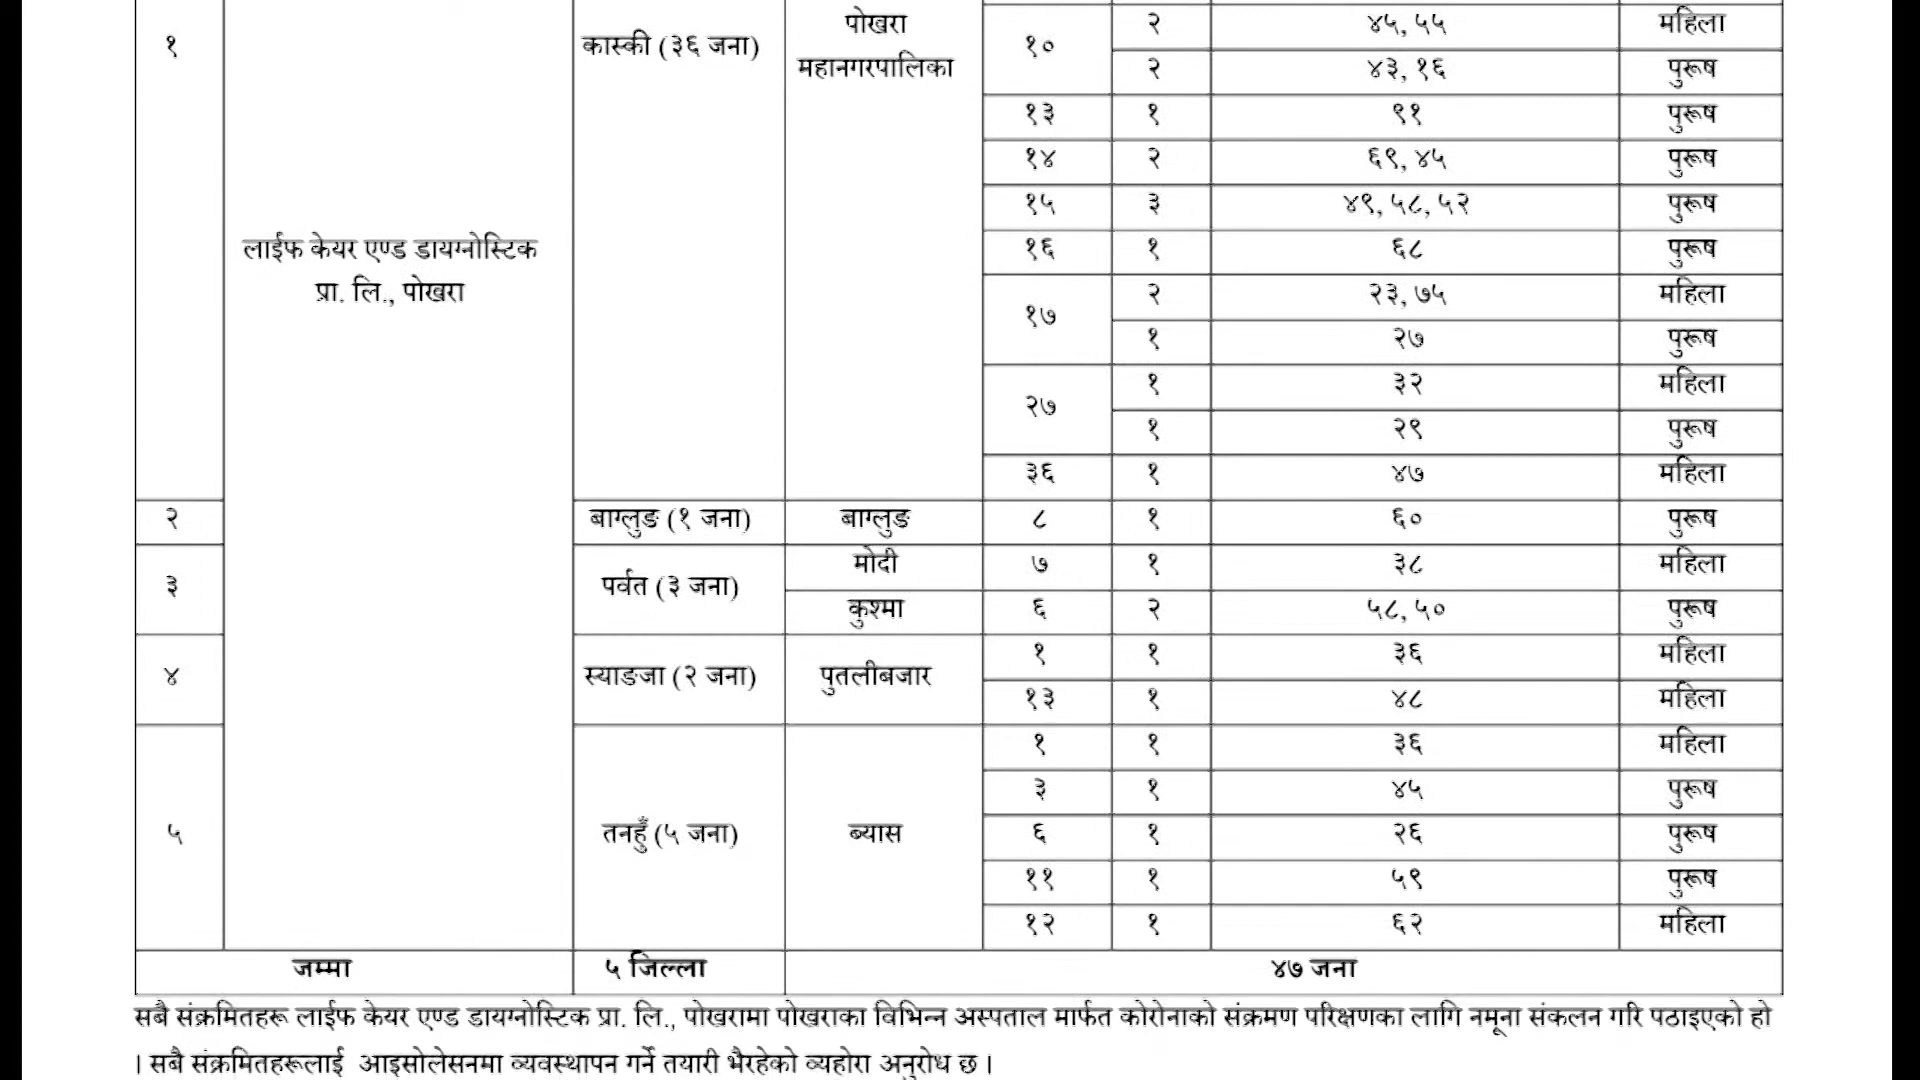 १ कास्की (३६ जना) पोखरा महानगरपालिका १० २ ४५, ५५ महिला
२ ४३, १६ पुरूष
१३ १ ९१ पुरूष
१४ २ ६९, ४५ पुरूष
१५ ३ ४९, ५८, ५२ पुरूष
लाईफ केयर एण्ड डायग्नोस्टिक
प्रा. लि., पोखरा
१६ १ ६८ पुरूष
१७ २ २३, ७५ महिला
१ २७ पुरूष
२७ १ ३२ महिला
१ २९ पुरूष
३६ १ ४७ महिला
२ बाग्लुङ (१ जना) बाग्लुङ ८ १ ६० पुरूष
३ पर्वत (३ जना) मोदी ७ १ ३८ महिला
कुश्मा ६ २ ५८, ५० पुरूष
४ स्याङजा (२ जना) पुतलीबजार १ १ ३६ महिला
१३ १ ४८ महिला
५ तनहुँ (५ जना) ब्यास १ १ ३६ महिला
३ १ ४५ पुरूष
६ १ २६ पुरूष
११ १ ५९ पुरूष
१२ १ ६२ महिला
जम्मा ५ जिल्ला ४७ जना
सबै संक्रमितहरू लाईफ केयर एण्ड डायग्नोस्टिक प्रा. लि., पोखरामा पोखराका विभिन्न अस्पताल मार्फत कोरोनाको संक्रमण परिक्षणका लागि नमूना संकलन गरि पठाइएको हो
। सबै संक्रमितहरूलाई आइसोलेसनमा व्यवस्थापन गर्ने तयारी भैरहेको व्यहोरा अनुरोध छ ।